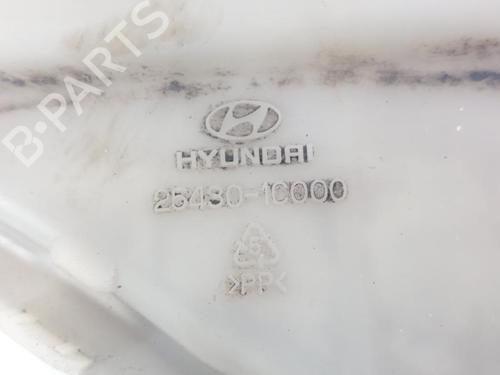 B-PARTS
HYUNDAI
25430-1C000
5
>PP<